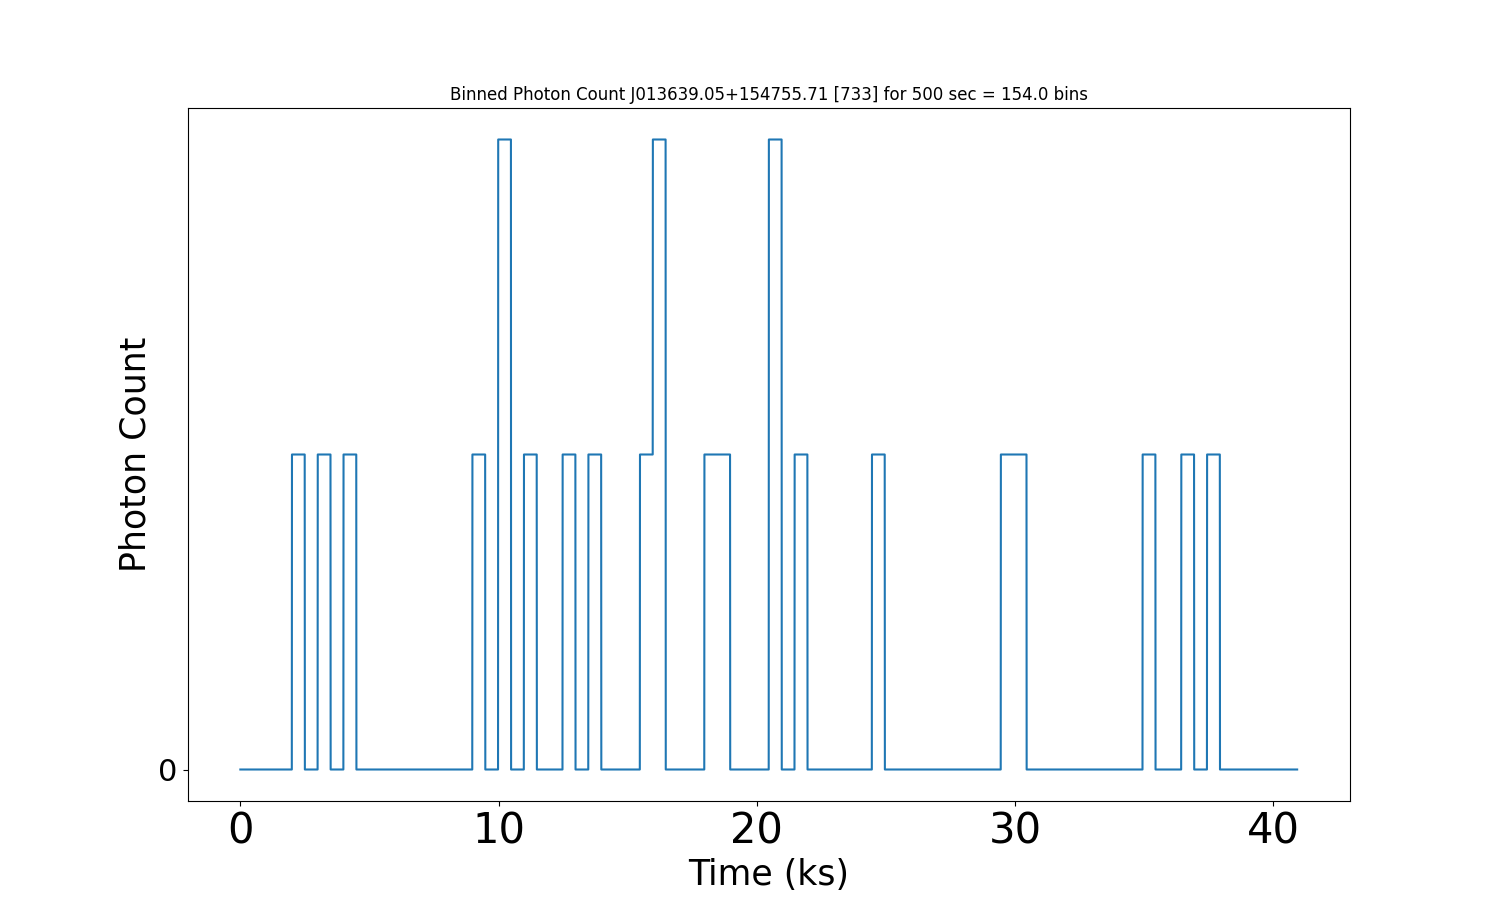 Binned Photon Count J013639.05+154755.71 [733] for 500 sec = 154.0 bins
Photon Count
0
0 10 20 30 40
Time (ks)